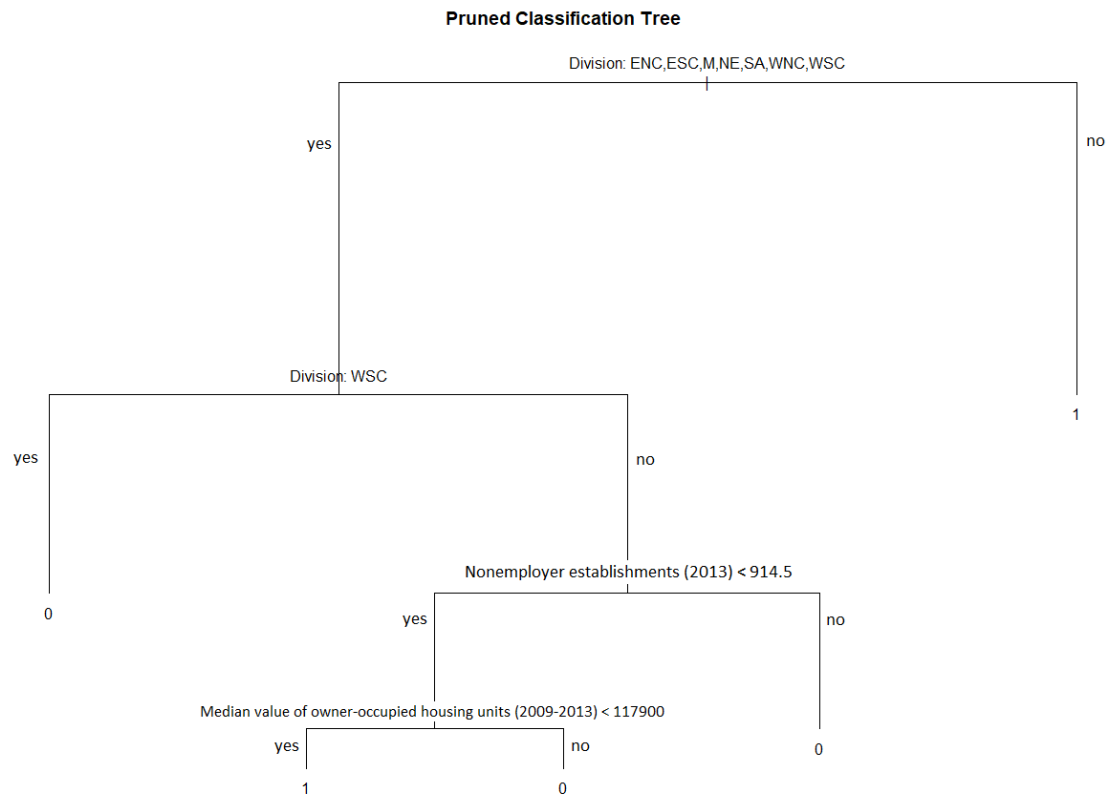 Pruned Classification Tree
Division: ENC,ESC,M,NE,SA,WNC,WSC
yes
no
Division: WSC
1
yes
no
Nonemployer establishments (2013) < 914.5
0
yes
no
Median value of owner-occupied housing units (2009-2013) < 117900
yes
no
0
1
0